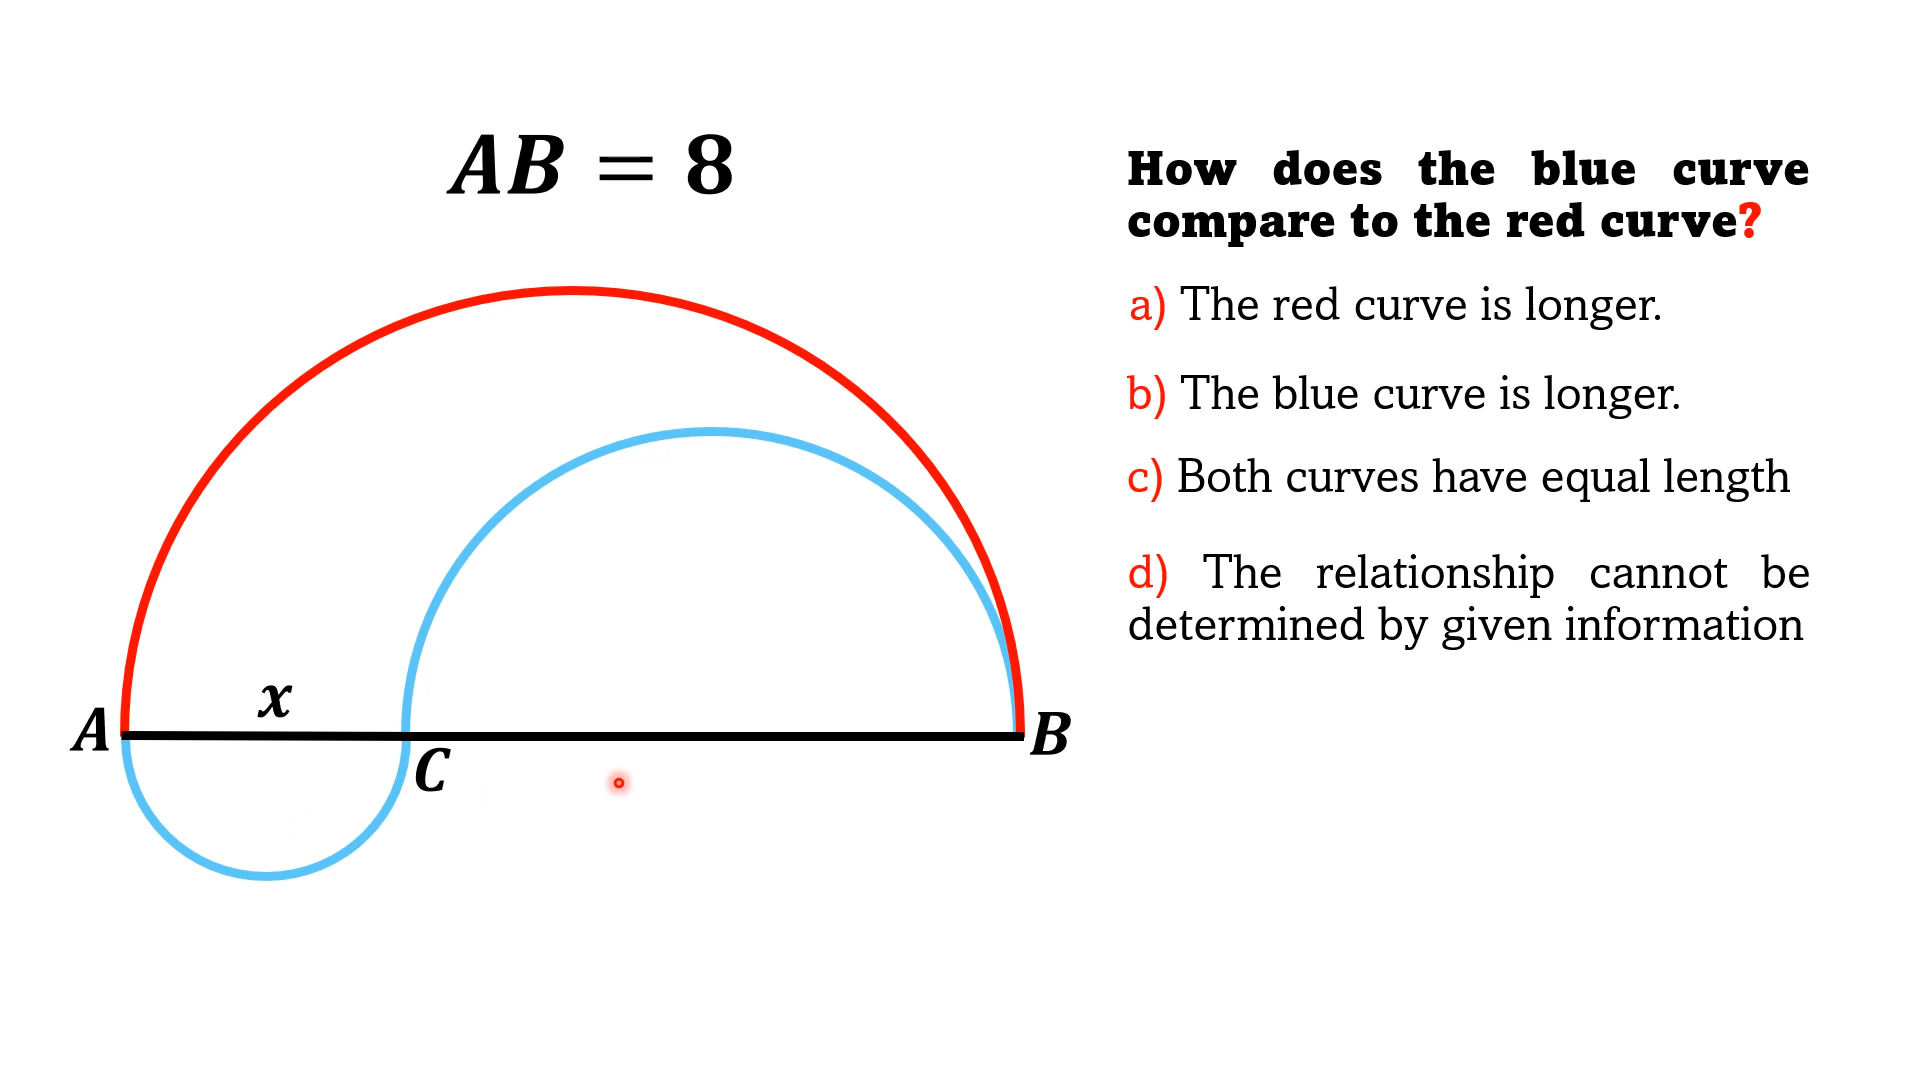 AB = 8
How does the blue curve
compare to the red curve?
a) The red curve is longer.
b) The blue curve is longer.
c) Both curves have equal length
d) The relationship cannot be
determined by given information
x
A
B
C